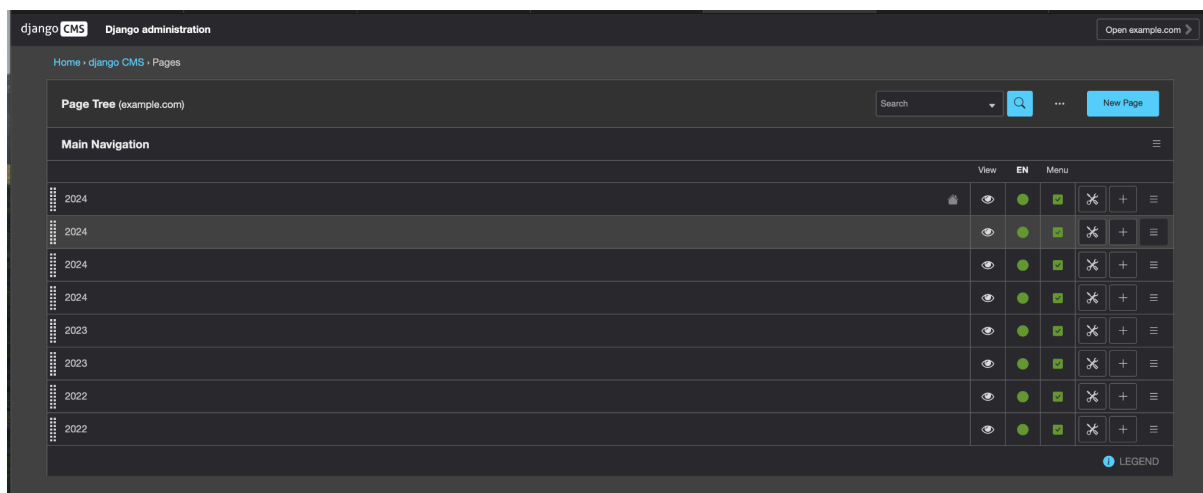 django CMS Django administration Open example.com
Home › django CMS › Pages
Page Tree (example.com) Search ... New Page
Main Navigation
View EN Menu
2024
2024
2024
2024
2023
2023
2022
2022
LEGEND